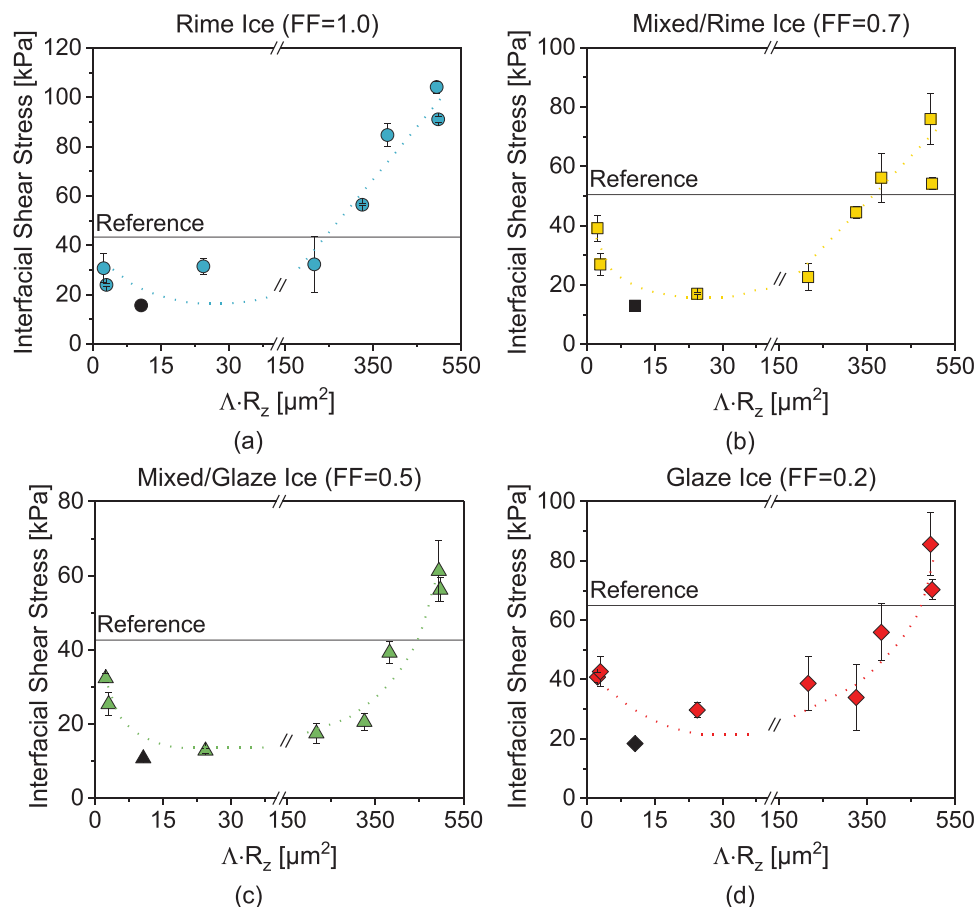 Rime Ice (FF=1.0)
Interfacial Shear Stress [kPa]
120
100
80
60
40
20
0
Reference
0 15 30 150 350 550
Λ·Rz [µm²]
(a)
Mixed/Rime Ice (FF=0.7)
Interfacial Shear Stress [kPa]
100
80
60
40
20
0
Reference
0 15 30 150 350 550
Λ·Rz [µm²]
(b)
Mixed/Glaze Ice (FF=0.5)
Interfacial Shear Stress [kPa]
80
60
40
20
0
Reference
0 15 30 150 350 550
Λ·Rz [µm²]
(c)
Glaze Ice (FF=0.2)
Interfacial Shear Stress [kPa]
100
80
60
40
20
0
Reference
0 15 30 150 350 550
Λ·Rz [µm²]
(d)